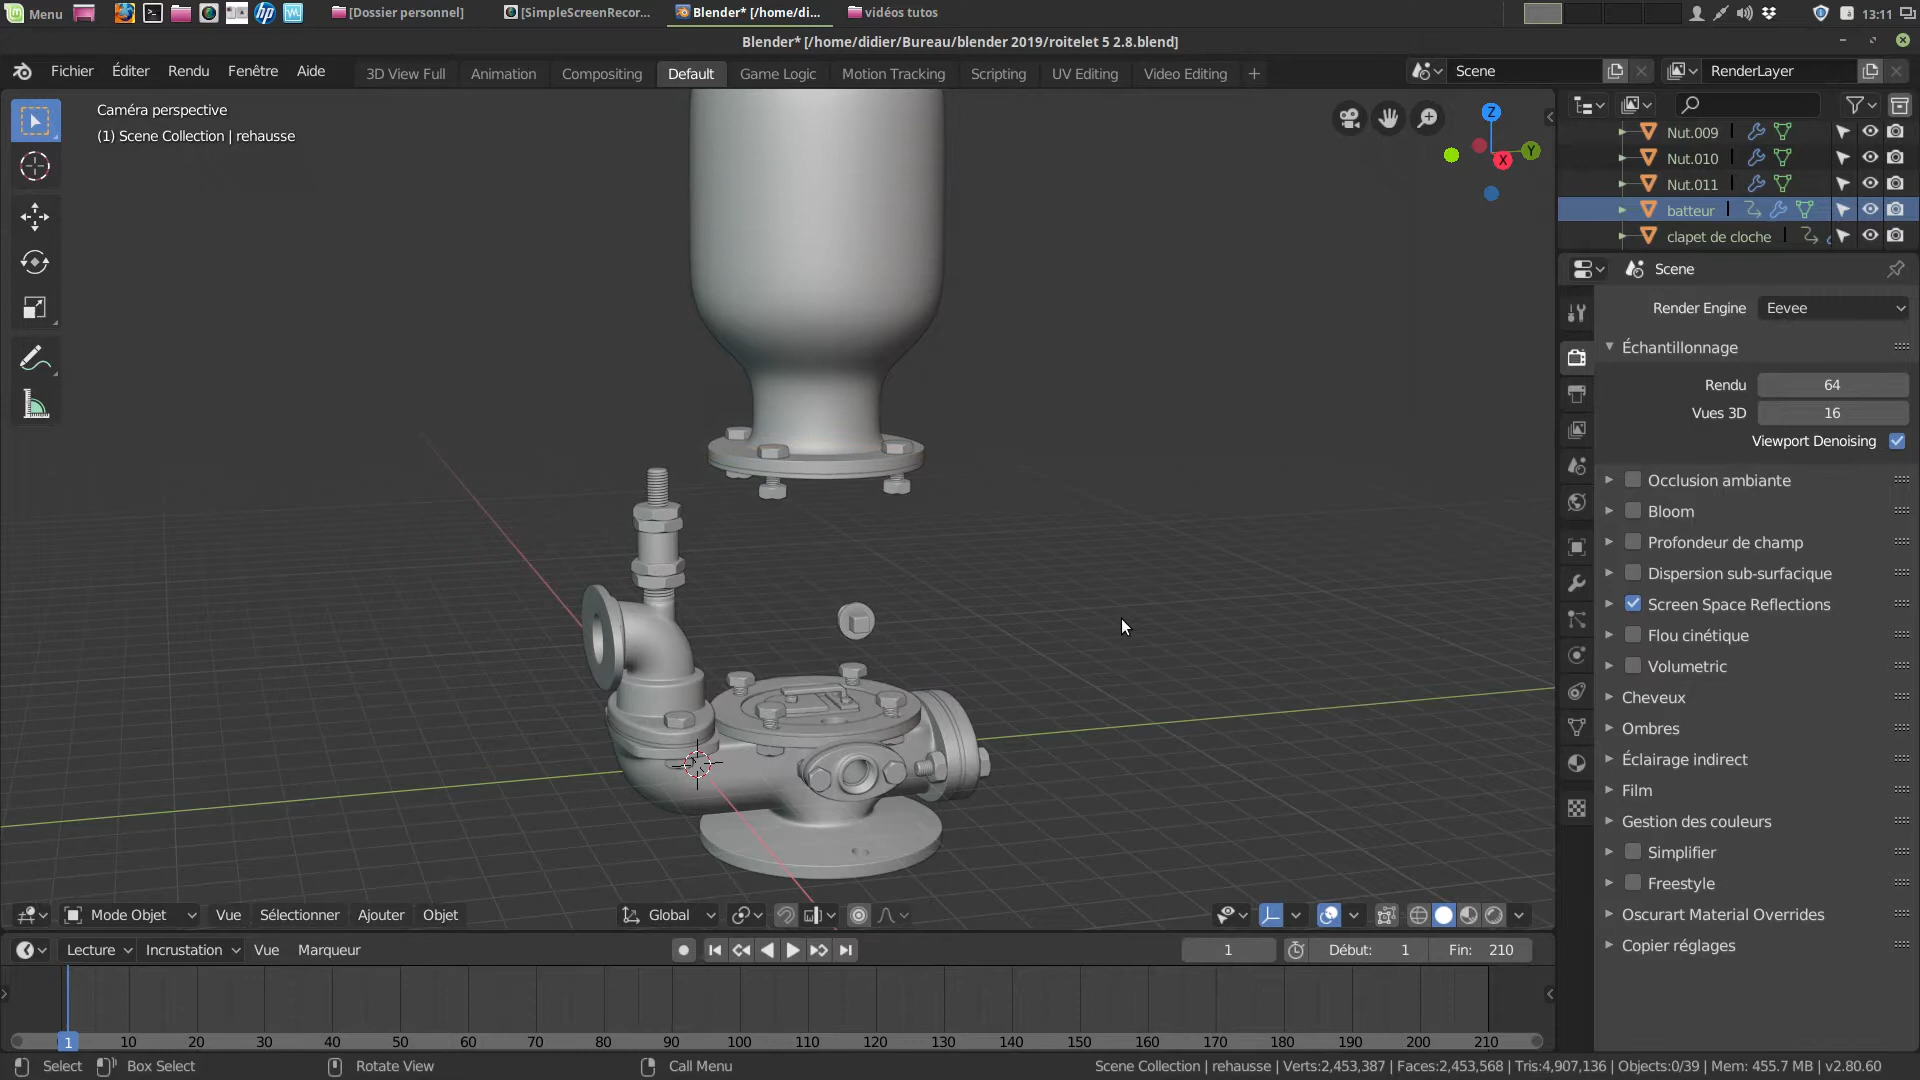 Menu
[Dossier personnel]
[SimpleScreenRecor...
Blender* [/home/di...
vidéos tutos
13:11
Blender* [/home/didier/Bureau/blender 2019/roitelet 5 2.8.blend]
Fichier Éditer Rendu Fenêtre Aide
3D View Full Animation Compositing Default Game Logic Motion Tracking Scripting UV Editing Video Editing +
Scene
RenderLayer
Caméra perspective
(1) Scene Collection | rehausse
Z
Y
X
Nut.009
Nut.010
Nut.011
batteur
clapet de cloche
Scene
Render Engine Eevee
Échantillonnage
Rendu 64
Vues 3D 16
Viewport Denoising
Occlusion ambiante
Bloom
Profondeur de champ
Dispersion sub-surfacique
Screen Space Reflections
Flou cinétique
Volumetric
Cheveux
Ombres
Éclairage indirect
Film
Gestion des couleurs
Simplifier
Freestyle
Oscurart Material Overrides
Copier réglages
Mode Objet Vue Sélectionner Ajouter Objet Global
Lecture Incrustation Vue Marqueur 1 Début: 1 Fin: 210
1 10 20 30 40 50 60 70 80 90 100 110 120 130 140 150 160 170 180 190 200 210
Select Box Select Rotate View Call Menu
Scene Collection | rehausse | Verts:2,453,387 | Faces:2,453,568 | Tris:4,907,136 | Objects:0/39 | Mem: 455.7 MB | v2.80.60